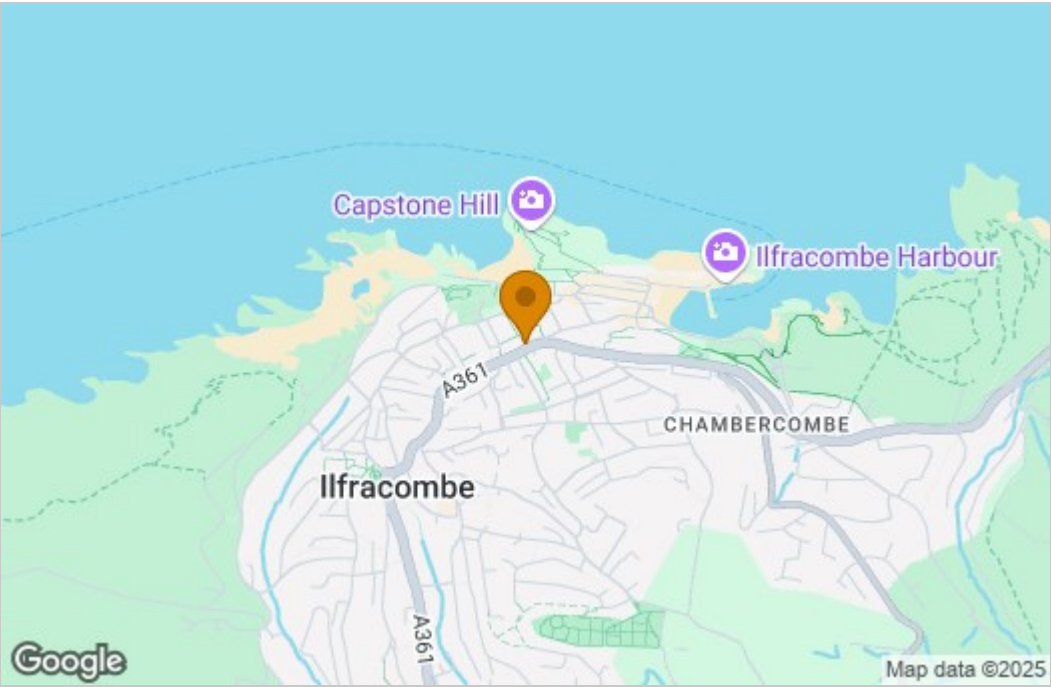 Capstone Hill
Ilfracombe Harbour
A361
CHAMBERCOMBE
Ilfracombe
A361
Google
Map data ©2025